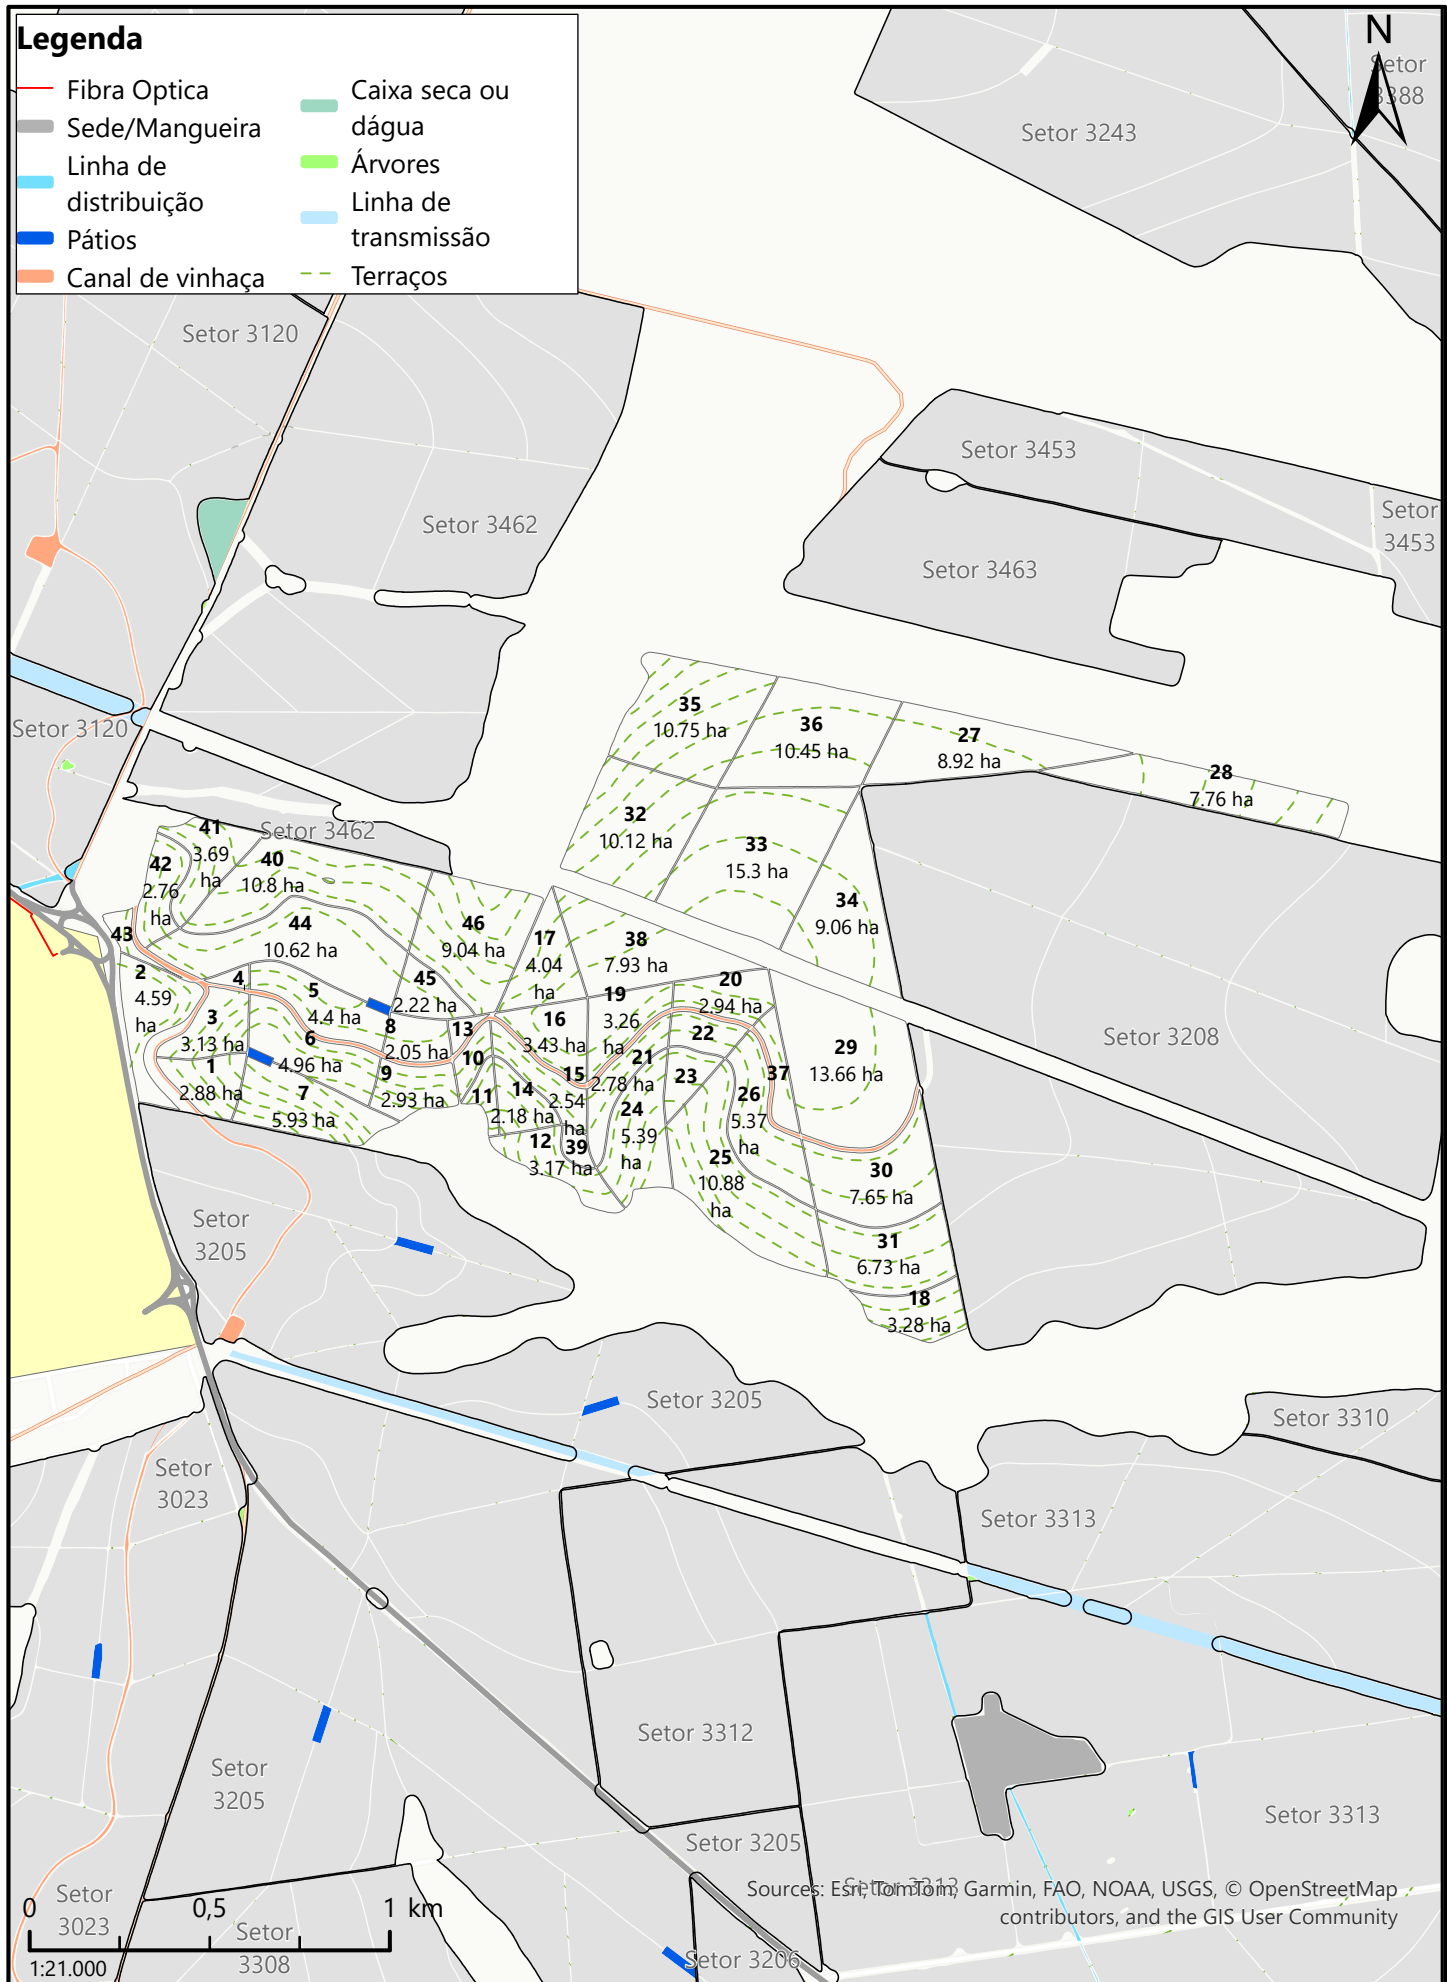 Legenda
Fibra Optica
Sede/Mangueira
Linha de
distribuição
Pátios
Canal de vinhaça
Caixa seca ou
dágua
Árvores
Linha de
transmissão
Terraços
N
Setor
3388
Setor 3243
Setor 3120
Setor 3453
Setor 3462
Setor
3453
Setor 3463
Setor 3120
35
10.75 ha
36
10.45 ha
27
8.92 ha
28
7.76 ha
32
10.12 ha
33
15.3 ha
34
9.06 ha
Setor 3462
41
3.69
ha
42
2.76
ha
40
10.8 ha
44
10.62 ha
46
9.04 ha
17
4.04
ha
38
7.93 ha
43
2
4.59
ha
4
5
4.4 ha
45
2.22 ha
19
3.26
ha
20
2.94 ha
3
3.13 ha
6
4.96 ha
8
2.05 ha
13
16
3.43 ha
22
29
13.66 ha
Setor 3208
1
2.88 ha
7
5.93 ha
9
2.93 ha
10
11
14
2.18 ha
15
2.54
ha
21
2.78 ha
23
37
26
5.37
ha
24
5.39
ha
12
3.17 ha
39
25
10.88
ha
30
7.65 ha
31
6.73 ha
18
3.28 ha
Setor
3205
Setor 3205
Setor 3310
Setor
3023
Setor 3313
Setor 3312
Setor
3205
Setor 3313
Setor 3205
Setor 3313
Sources: Esri, TomTom, Garmin, FAO, NOAA, USGS, © OpenStreetMap
contributors, and the GIS User Community
Setor
3023
0 0,5 1 km
Setor
3308
Setor 3206
1:21.000